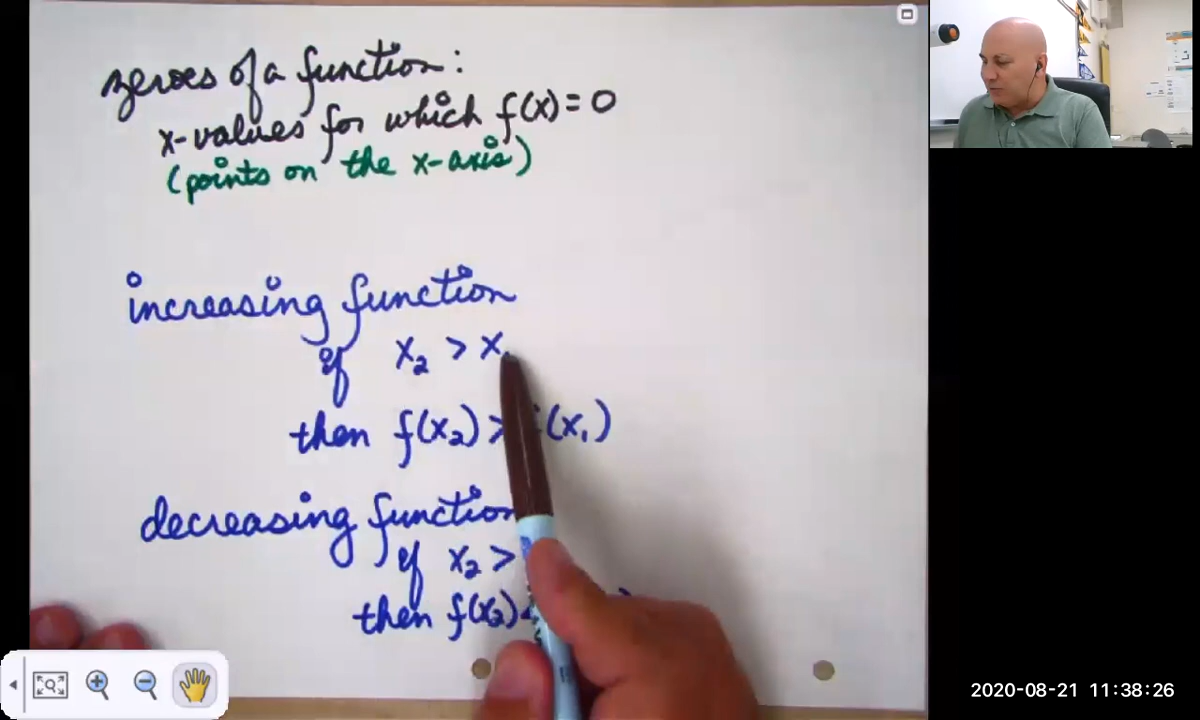 zeroes of a function:
x-values for which f(x) = 0
(points on the x-axis)
increasing function
if x₂ > x
then f(x₂) > (x₁)
decreasing function
if x₂ >
then f(x₂) <
2020-08-21 11:38:26